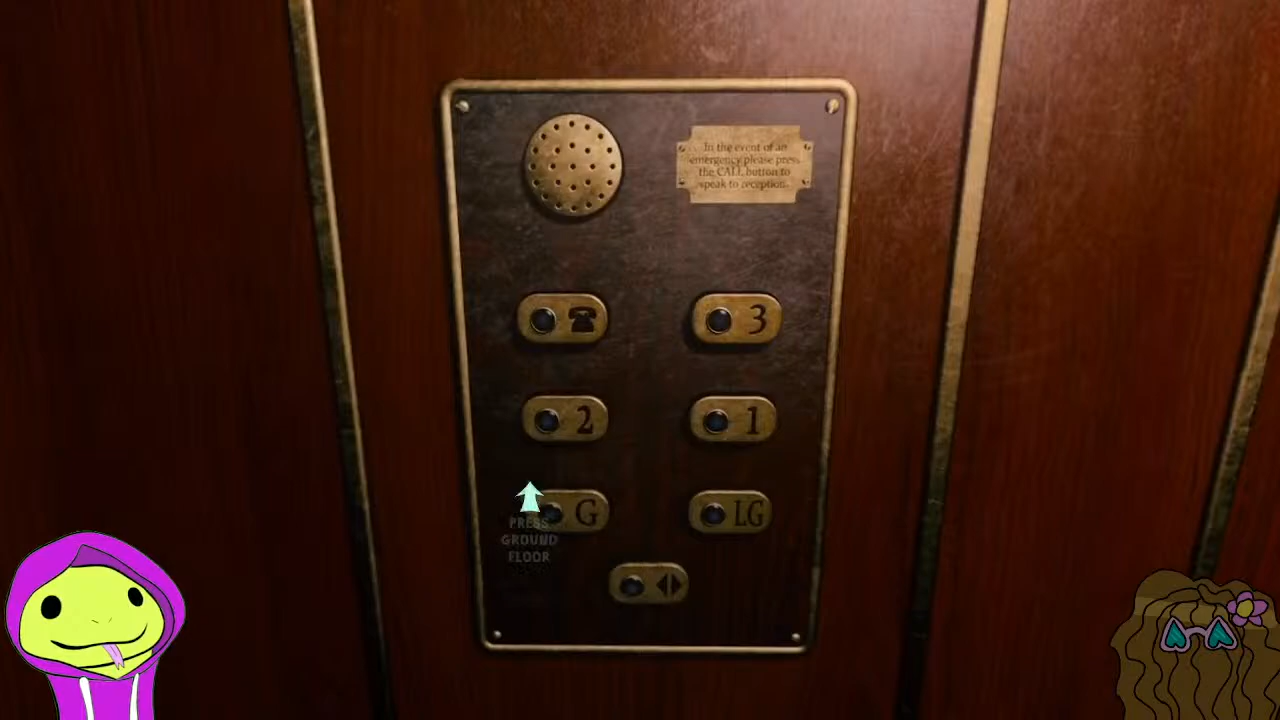 In the event of an
emergency please press
the CALL button to
speak to reception.
3
2
1
G
LG
PRESS
GROUND
FLOOR